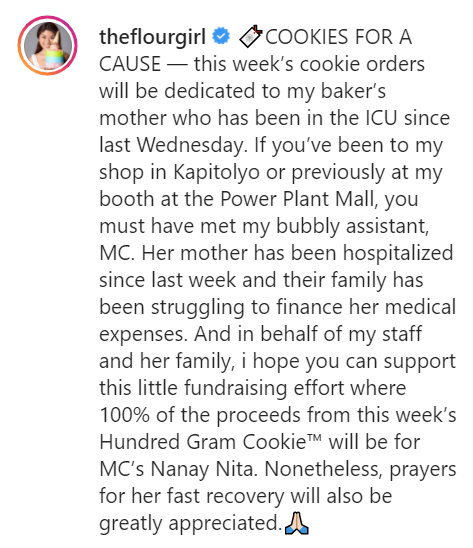 theflourgirl 🏷️COOKIES FOR A
CAUSE — this week's cookie orders
will be dedicated to my baker's
mother who has been in the ICU since
last Wednesday. If you've been to my
shop in Kapitolyo or previously at my
booth at the Power Plant Mall, you
must have met my bubbly assistant,
MC. Her mother has been hospitalized
since last week and their family has
been struggling to finance her medical
expenses. And in behalf of my staff
and her family, i hope you can support
this little fundraising effort where
100% of the proceeds from this week's
Hundred Gram Cookie™ will be for
MC's Nanay Nita. Nonetheless, prayers
for her fast recovery will also be
greatly appreciated.🙏🏻